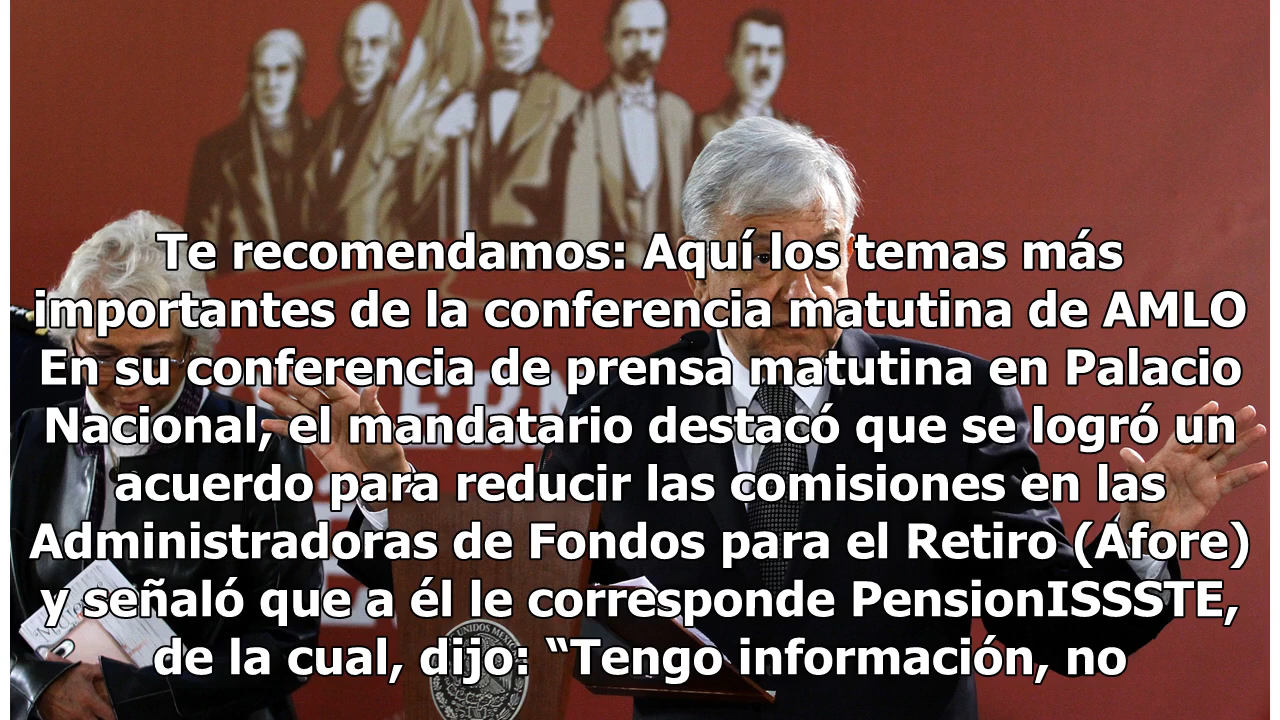 Te recomendamos: Aquí los temas más
importantes de la conferencia matutina de AMLO
En su conferencia de prensa matutina en Palacio
Nacional, el mandatario destacó que se logró un
acuerdo para reducir las comisiones en las
Administradoras de Fondos para el Retiro (Afore)
y señaló que a él le corresponde PensionISSSTE,
de la cual, dijo: “Tengo información, no